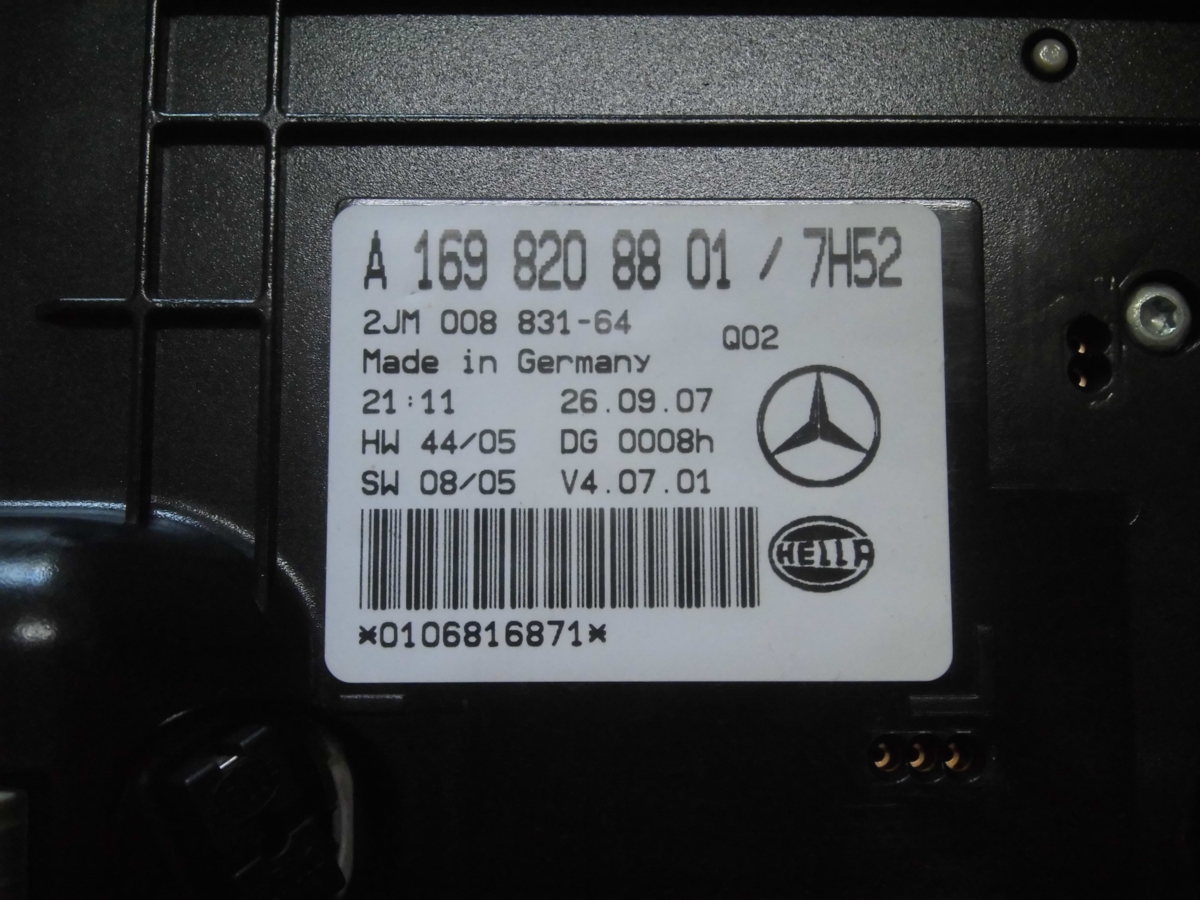 A 169 820 88 01 / 7H52
2JM 008 831-64
Q02
Made in Germany
21:11 26.09.07
HW 44/05 DG 0008h
SW 08/05 V4.07.01
HELLA
*0106816871*